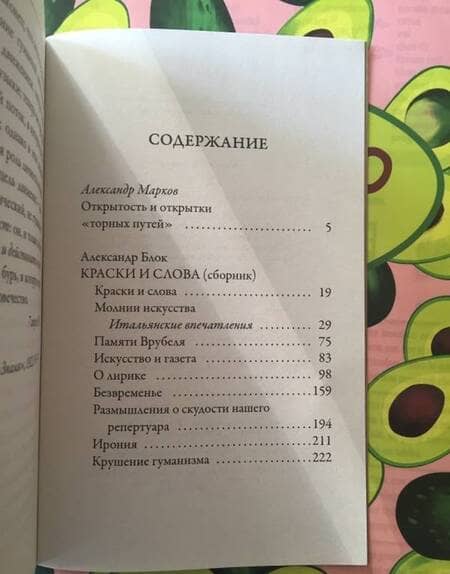 СОДЕРЖАНИЕ
Александр Марков
Открытость и открытки
«торных путей» .................... 5
Александр Блок
КРАСКИ И СЛОВА (сборник)
Краски и слова .................... 19
Молнии искусства
Итальянские впечатления .......... 29
Памяти Врубеля .................... 75
Искусство и газета ................ 83
О лирике .......................... 98
Безвременье ....................... 159
Размышления о скудости нашего
репертуара ........................ 194
Ирония ............................ 211
Крушение гуманизма ................ 222